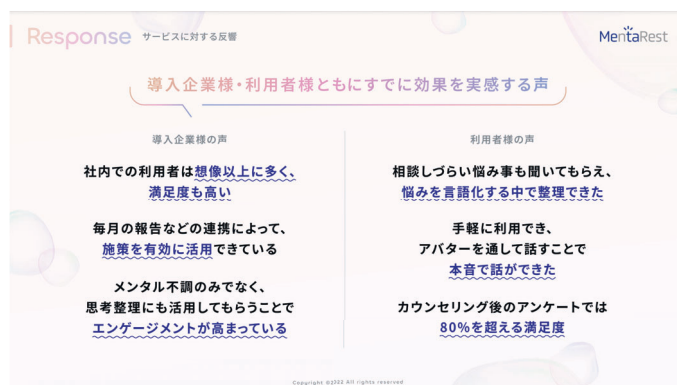 Response サービスに対する反響
MentaRest
導入企業様・利用者様ともにすでに効果を実感する声
導入企業様の声
社内での利用者は想像以上に多く、
満足度も高い
毎月の報告などの連携によって、
施策を有効に活用できている
メンタル不調のみでなく、
思考整理にも活用してもらうことで
エンゲージメントが高まっている
利用者様の声
相談しづらい悩み事も聞いてもらえ、
悩みを言語化する中で整理できた
手軽に利用でき、
アバターを通して話すことで
本音で話ができた
カウンセリング後のアンケートでは
80%を超える満足度
Copyright ©2022 All rights reserved